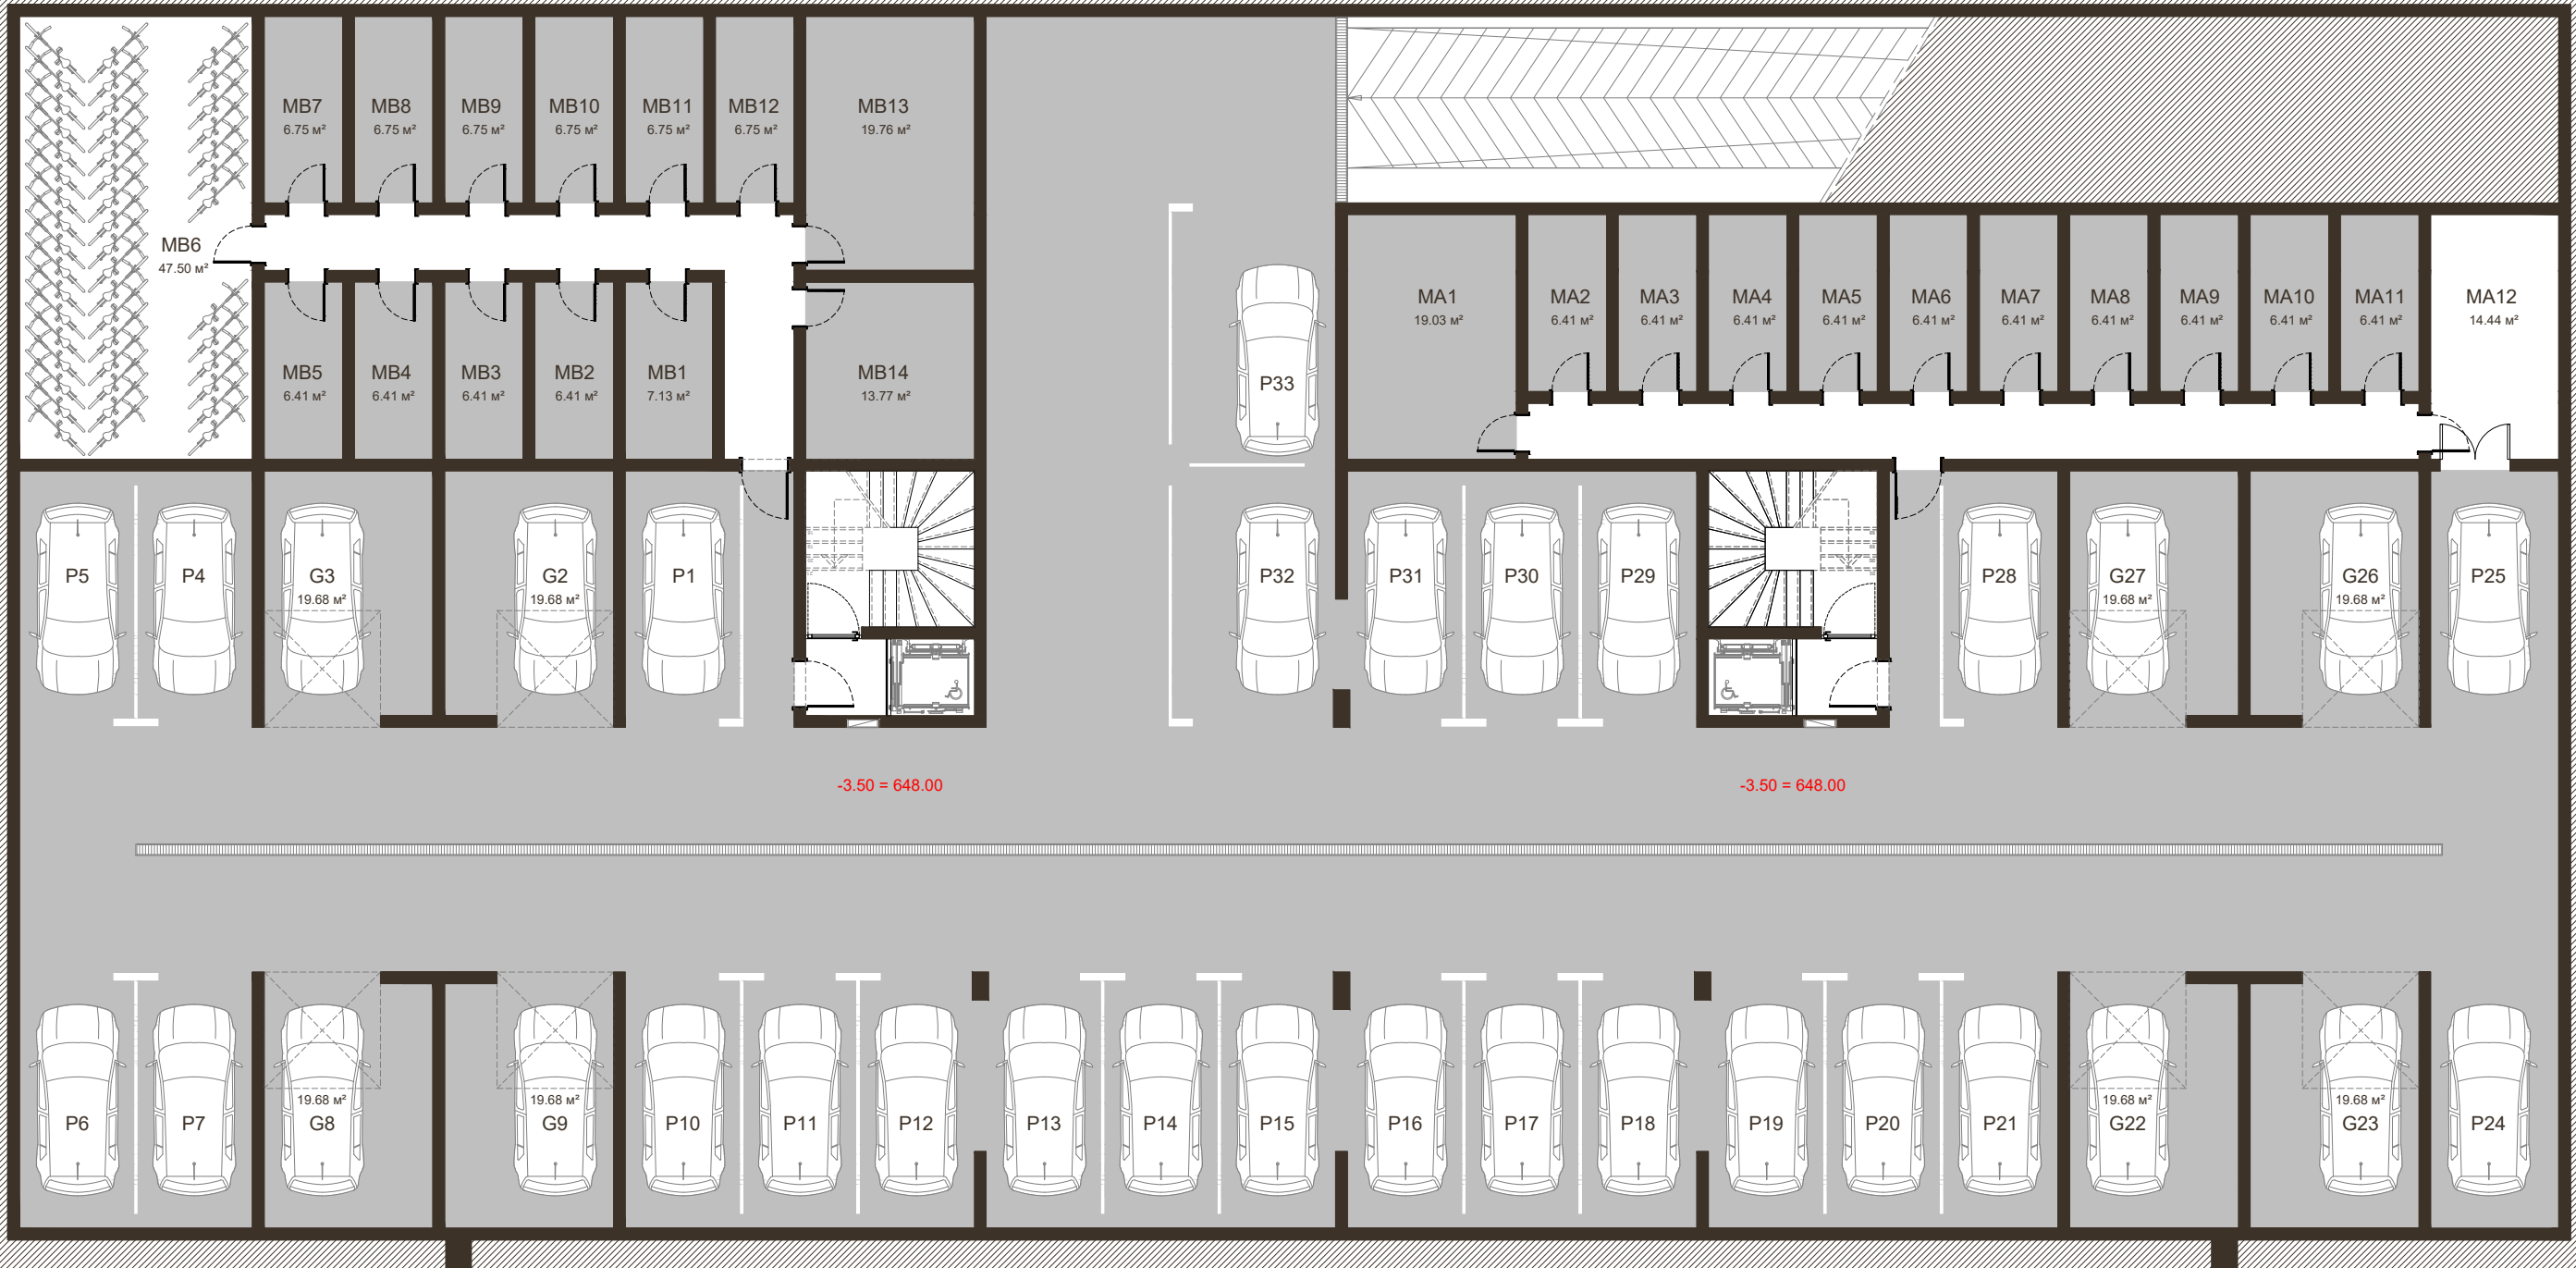 MB7
6.75 м²
MB8
6.75 м²
MB9
6.75 м²
MB10
6.75 м²
MB11
6.75 м²
MB12
6.75 м²
MB13
19.76 м²
MB6
47.50 м²
MB5
6.41 м²
MB4
6.41 м²
MB3
6.41 м²
MB2
6.41 м²
MB1
7.13 м²
MB14
13.77 м²
P33
MA1
19.03 м²
MA2
6.41 м²
MA3
6.41 м²
MA4
6.41 м²
MA5
6.41 м²
MA6
6.41 м²
MA7
6.41 м²
MA8
6.41 м²
MA9
6.41 м²
MA10
6.41 м²
MA11
6.41 м²
MA12
14.44 м²
P5
P4
G3
19.68 м²
G2
19.68 м²
P1
P32
P31
P30
P29
P28
G27
19.68 м²
G26
19.68 м²
P25
-3.50 = 648.00
-3.50 = 648.00
P6
P7
19.68 м²
G8
19.68 м²
G9
P10
P11
P12
P13
P14
P15
P16
P17
P18
P19
P20
P21
19.68 м²
G22
19.68 м²
G23
P24